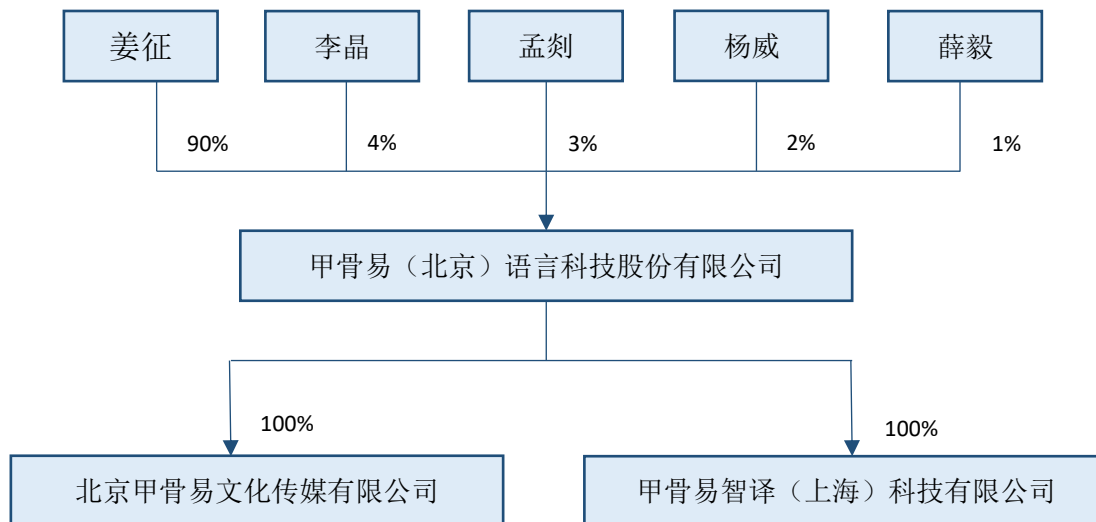 姜征
李晶
孟剡
杨威
薛毅
90%
4%
3%
2%
1%
甲骨易（北京）语言科技股份有限公司
100%
100%
北京甲骨易文化传媒有限公司
甲骨易智译（上海）科技有限公司